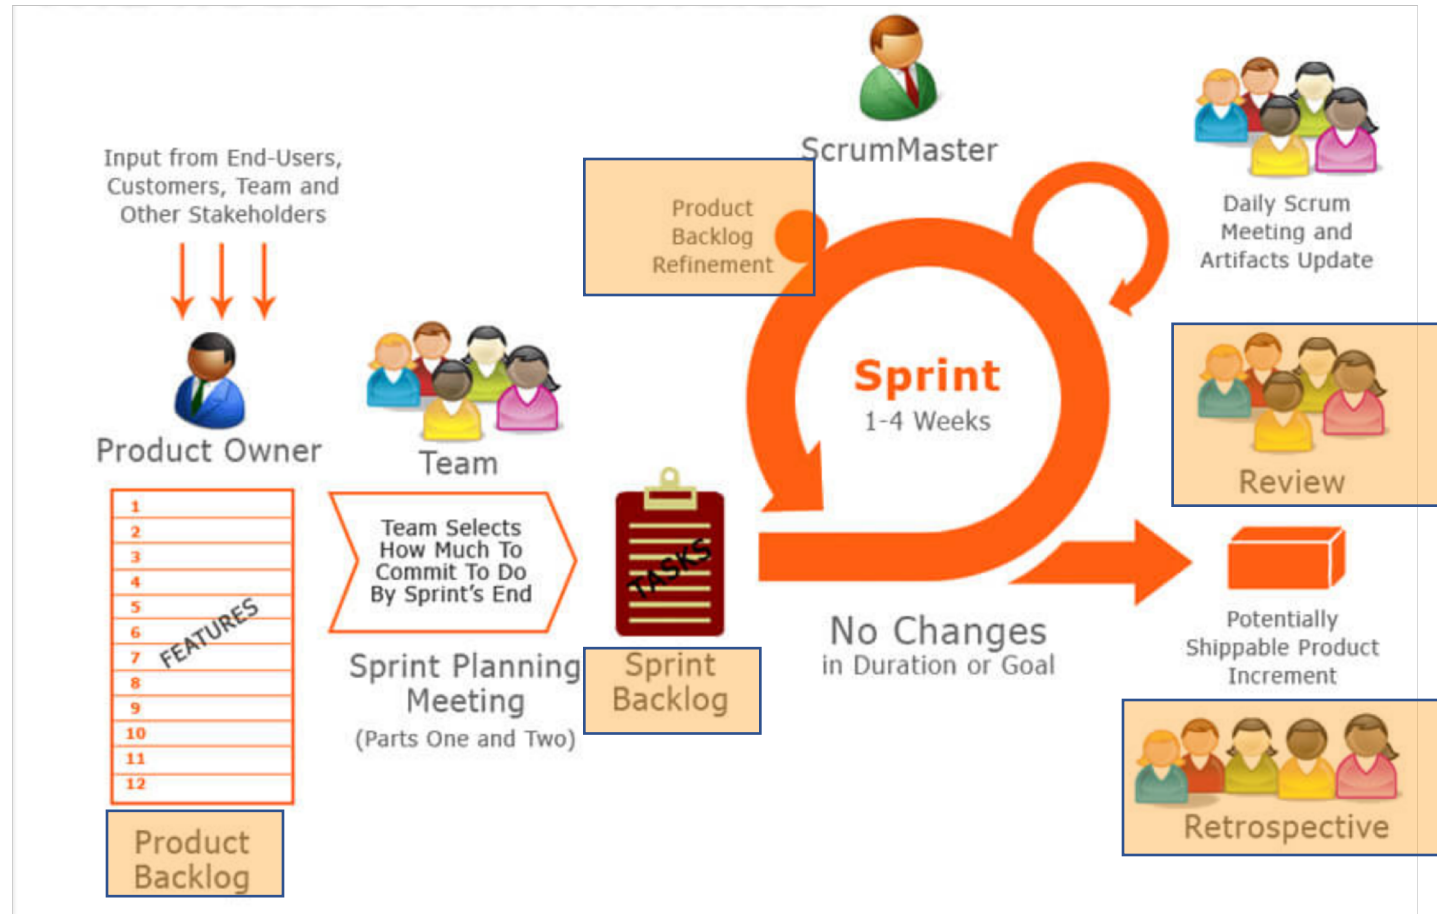 Input from End-Users,
Customers, Team and
Other Stakeholders
Product Owner
1
2
3
4
5
6
7
8
9
10
11
12
FEATURES
Product
Backlog
Team
Team Selects
How Much To
Commit To Do
By Sprint's End
Sprint Planning
Meeting
(Parts One and Two)
TASKS
Sprint
Backlog
Product
Backlog
Refinement
ScrumMaster
Sprint
1-4 Weeks
No Changes
in Duration or Goal
Daily Scrum
Meeting and
Artifacts Update
Review
Potentially
Shippable Product
Increment
Retrospective